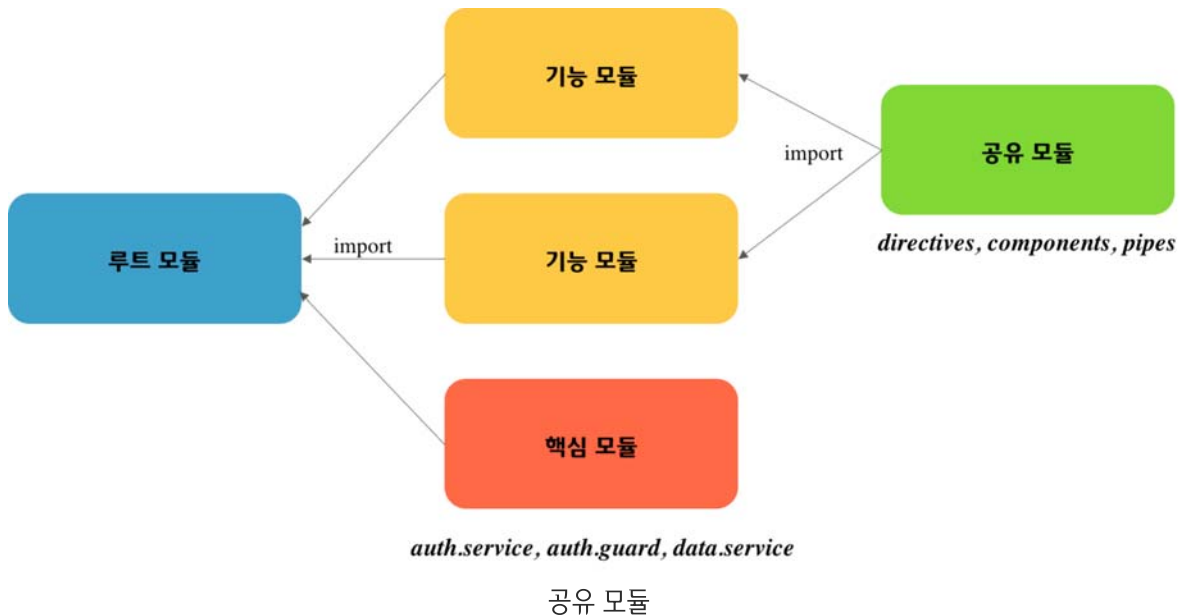 기능 모듈
import
공유 모듈
directives, components, pipes
루트 모듈
import
기능 모듈
핵심 모듈
auth.service, auth.guard, data.service
공유 모듈